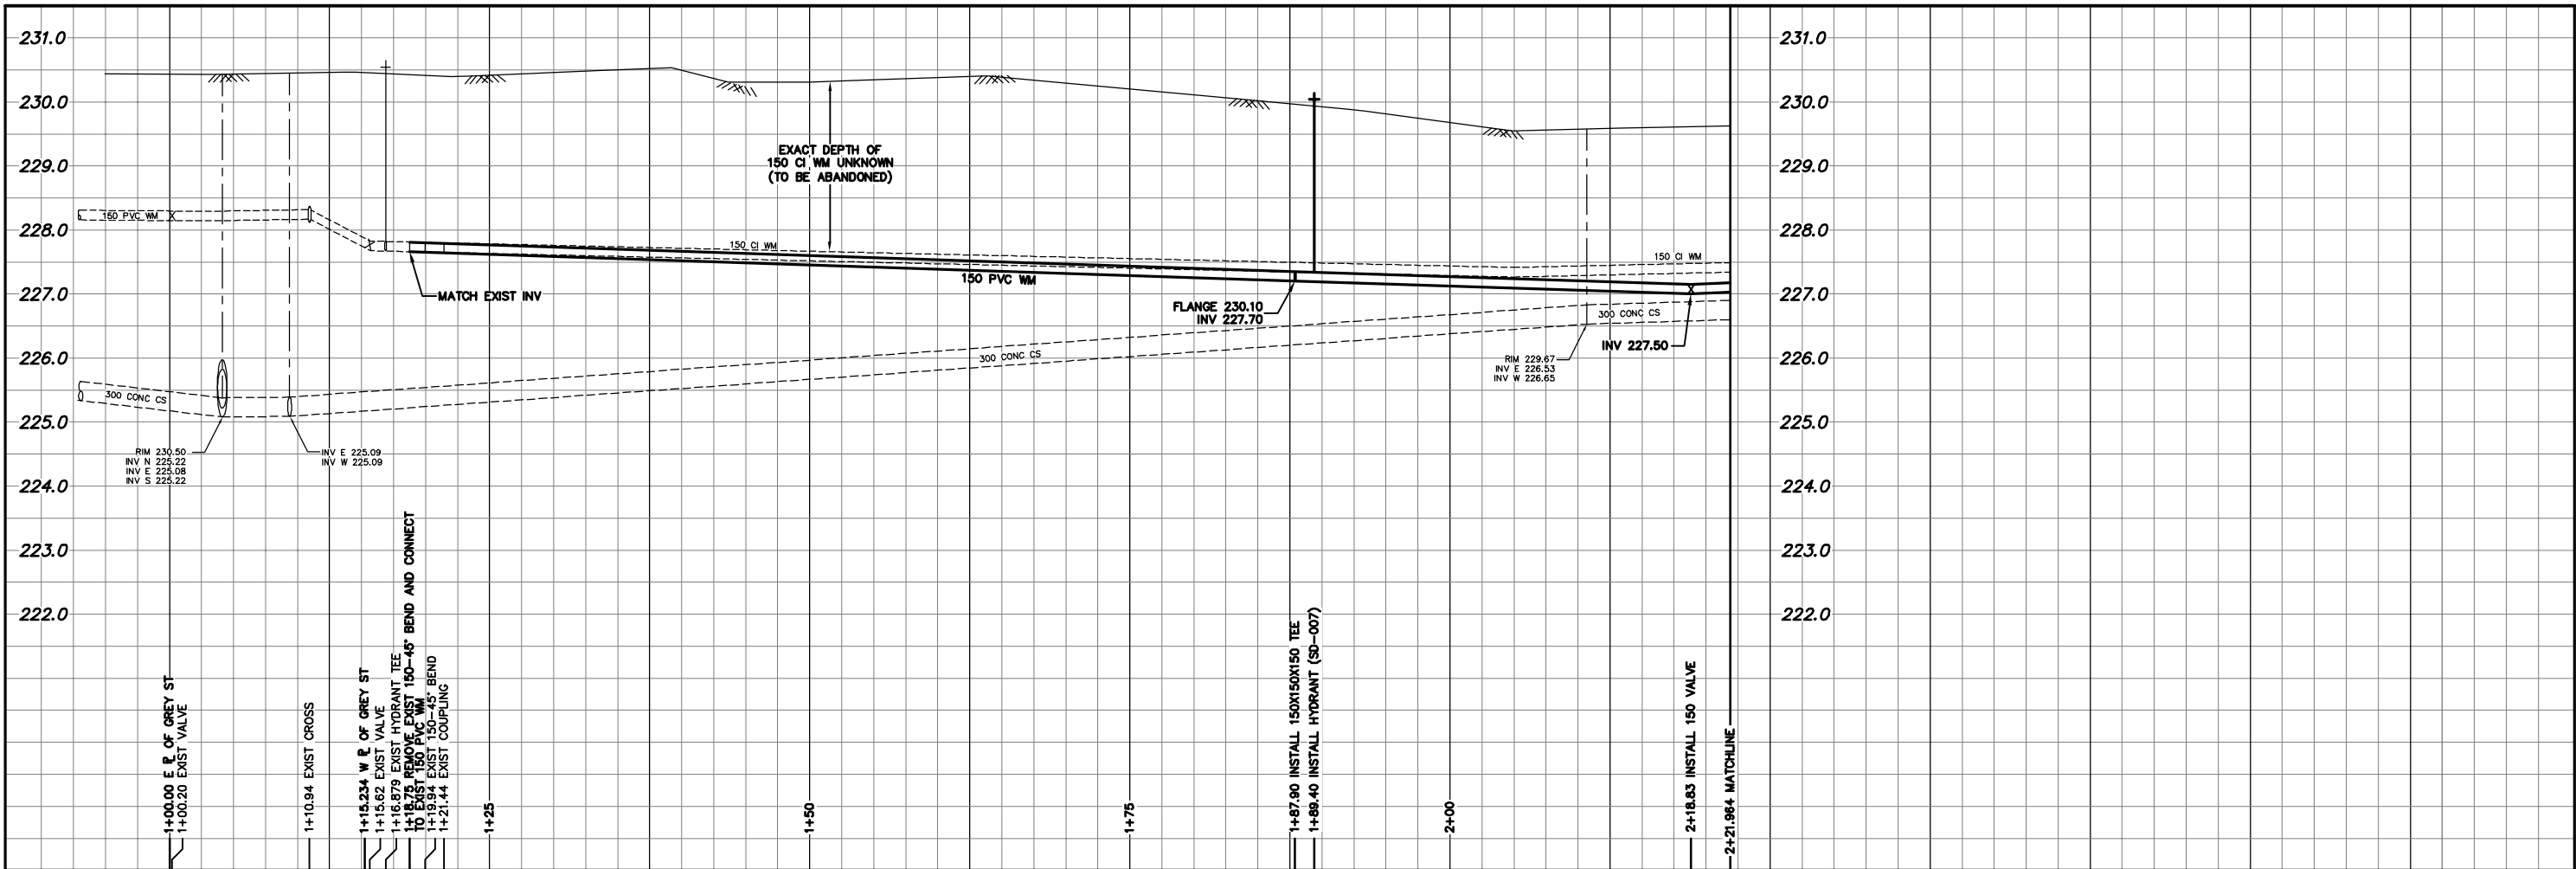 231.0
230.0
229.0
228.0
227.0
226.0
225.0
224.0
223.0
222.0
150 PVC WM
300 CONC CS
RIM 230.50
INV N 225.22
INV E 225.08
INV S 225.22
INV E 225.09
INV W 225.09
MATCH EXIST INV
EXACT DEPTH OF
150 CI WM UNKNOWN
(TO BE ABANDONED)
150 CI WM
150 PVC WM
300 CONC CS
FLANGE 230.10
INV 227.70
RIM 229.67
INV E 226.53
INV W 226.65
150 CI WM
300 CONC CS
INV 227.50
1+00.00 E PL OF GREY ST
1+00.20 EXIST VALVE
1+10.94 EXIST CROSS
1+15.234 W PL OF GREY ST
1+15.62 EXIST VALVE
1+16.879 EXIST HYDRANT TEE
1+18.75 REMOVE EXIST 150-45° BEND AND CONNECT
TO EXIST 150 PVC WM
1+19.94 EXIST 150-45° BEND
1+21.44 EXIST COUPLING
1+25
1+50
1+75
1+87.90 INSTALL 150X150X150 TEE
1+89.40 INSTALL HYDRANT (SD-007)
2+00
2+18.83 INSTALL 150 VALVE
2+21.964 MATCHLINE
231.0
230.0
229.0
228.0
227.0
226.0
225.0
224.0
223.0
222.0